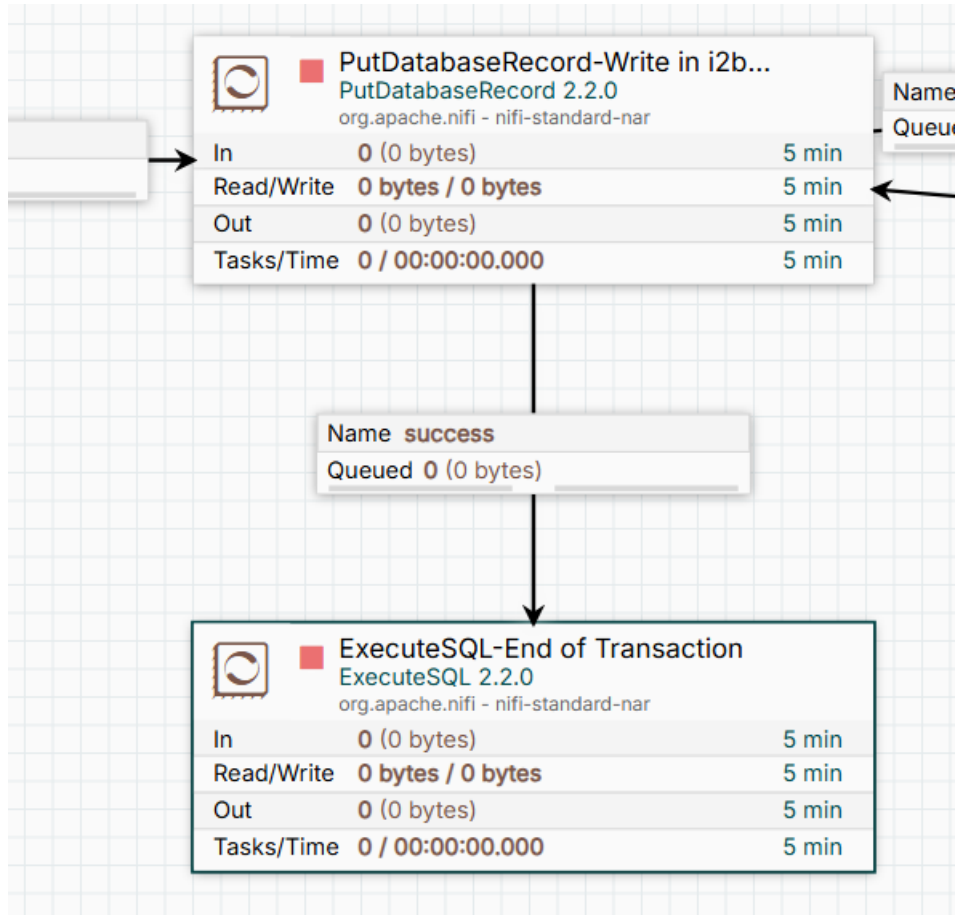 PutDatabaseRecord-Write in i2b...
PutDatabaseRecord 2.2.0
org.apache.nifi - nifi-standard-nar
In 0 (0 bytes) 5 min
Read/Write 0 bytes / 0 bytes 5 min
Out 0 (0 bytes) 5 min
Tasks/Time 0 / 00:00:00.000 5 min
Name
Queue
Name success
Queued 0 (0 bytes)
ExecuteSQL-End of Transaction
ExecuteSQL 2.2.0
org.apache.nifi - nifi-standard-nar
In 0 (0 bytes) 5 min
Read/Write 0 bytes / 0 bytes 5 min
Out 0 (0 bytes) 5 min
Tasks/Time 0 / 00:00:00.000 5 min